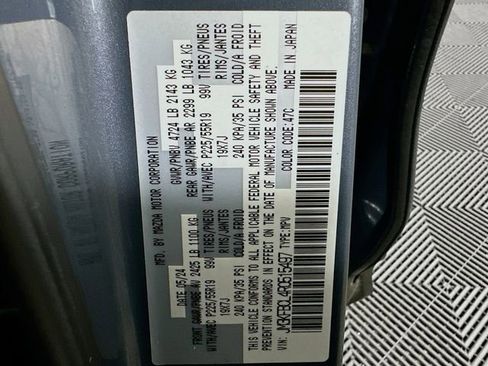 MFD. BY MAZDA MOTOR CORPORATION
DATE 05/24 GVWR/PNBV 4724 LB 2143 KG
FRONT GAWR/PNBE AV 2425 LB 1100 KG REAR GAWR/PNBE AR 2299 LB 1043 KG
WITH/AVEC P225/55R19 99V TIRES/PNEUS WITH/AVEC P225/55R19 99V TIRES/PNEUS
19X7J RIMS/JANTES 19X7J RIMS/JANTES
240 KPA/35 PSI COLD/A FROID 240 KPA/35 PSI COLD/A FROID
THIS VEHICLE CONFORMS TO ALL APPLICABLE FEDERAL MOTOR VEHICLE SAFETY AND THEFT
PREVENTION STANDARDS IN EFFECT ON THE DATE OF MANUFACTURE SHOWN ABOVE.
VIN: TYPE: MPV COLOR CODE: 47C MADE IN JAPAN